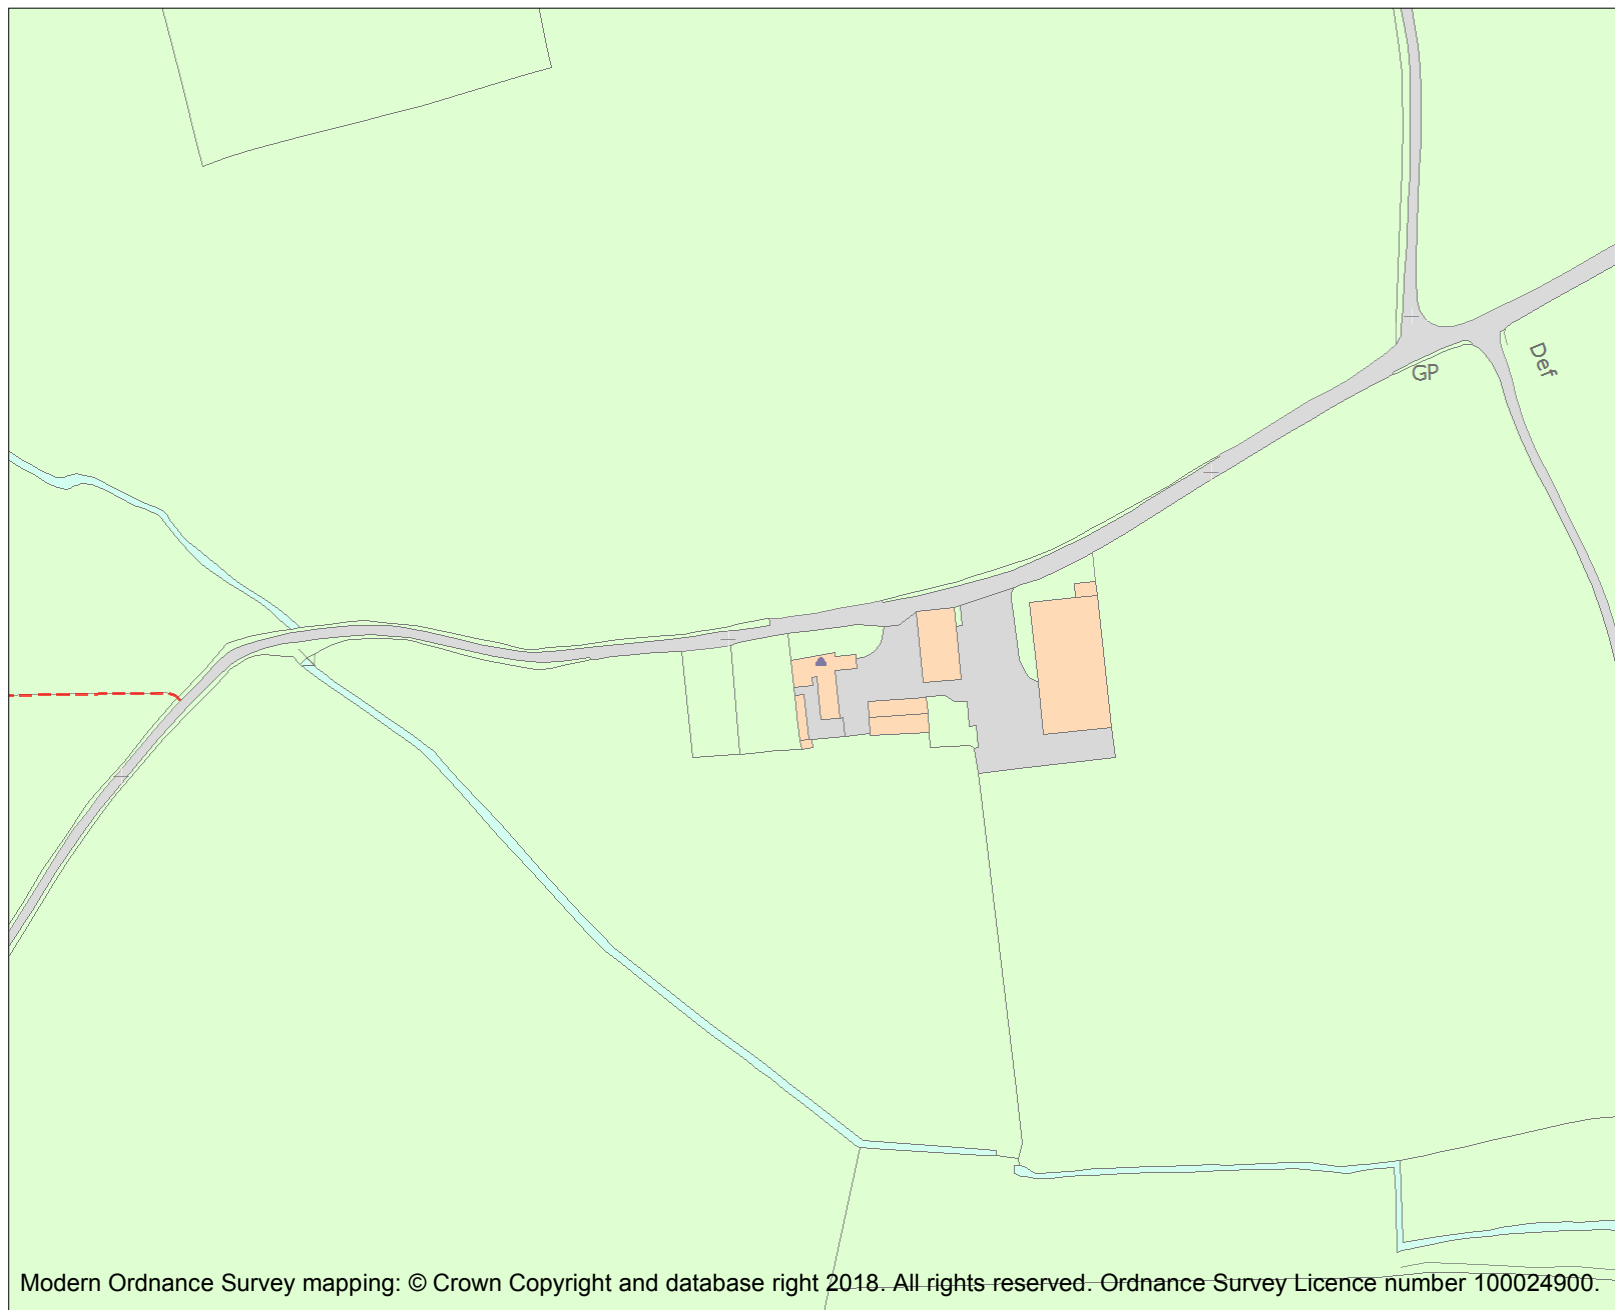 Def
GP
Modern Ordnance Survey mapping: © Crown Copyright and database right 2018. All rights reserved. Ordnance Survey Licence number 100024900.